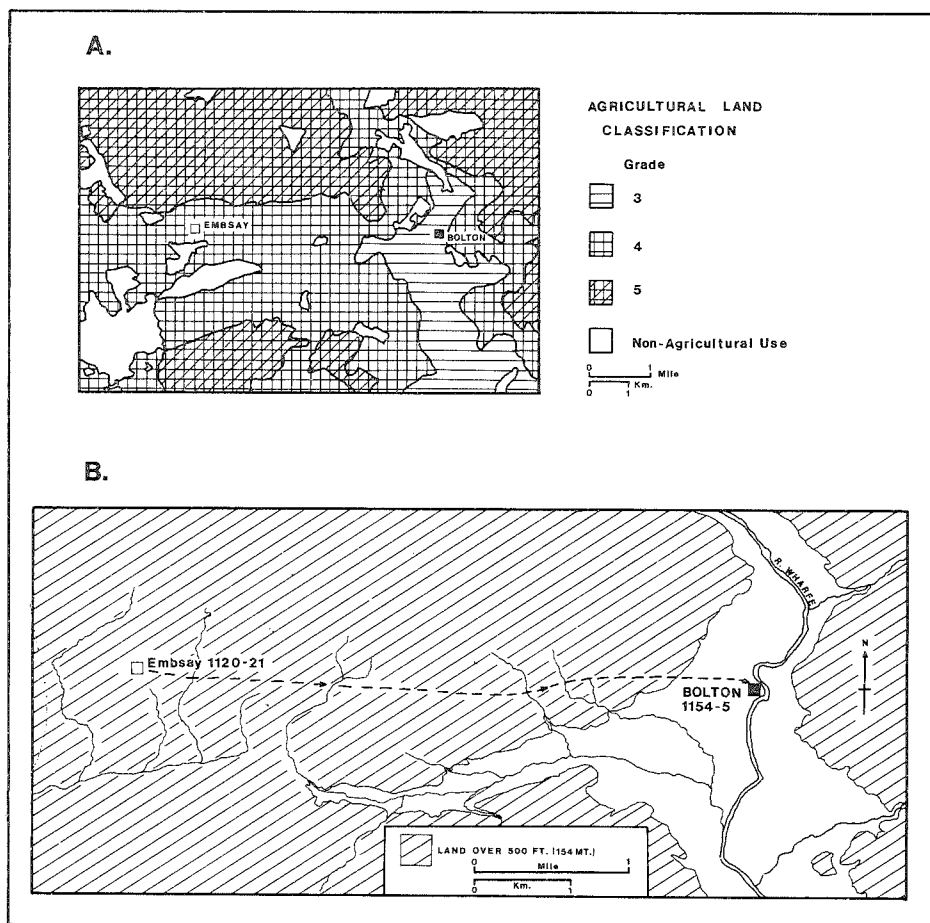 A.
AGRICULTURAL LAND
CLASSIFICATION
Grade
3
4
5
Non-Agricultural Use
0 1
Mile
0 1
Km.
EMBSAY
BOLTON
B.
R. WHARFE
N
Embsay 1120-21
BOLTON
1154-5
LAND OVER 500 FT. (154 MT.)
0 1
Mile
Km.
0 1